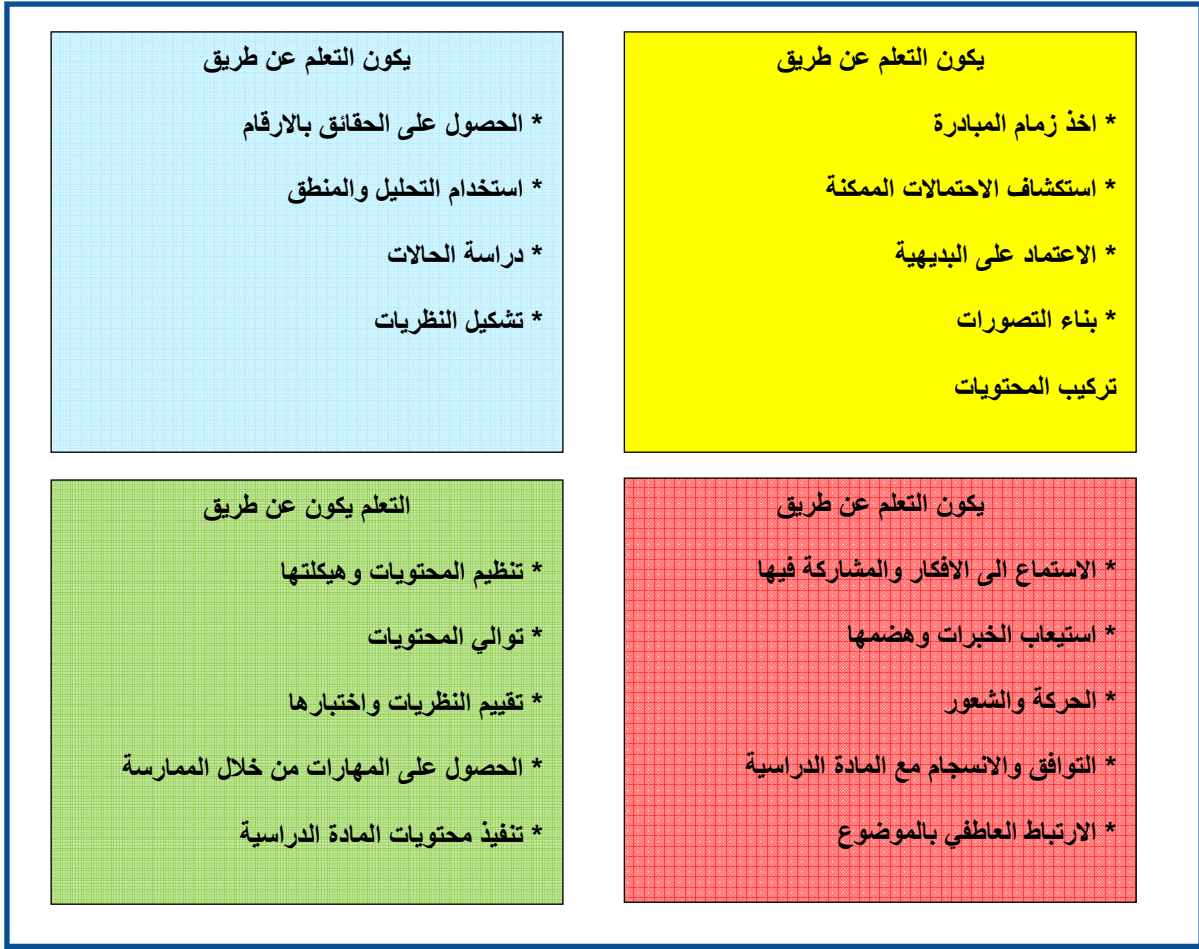 يكون التعلم عن طريق
* اخذ زمام المبادرة
* استكشاف الاحتمالات الممكنة
* الاعتماد على البديهية
* بناء التصورات
تركيب المحتويات
يكون التعلم عن طريق
* الحصول على الحقائق بالارقام
* استخدام التحليل والمنطق
* دراسة الحالات
* تشكيل النظريات
يكون التعلم عن طريق
* الاستماع الى الافكار والمشاركة فيها
* استيعاب الخبرات وهضمها
* الحركة والشعور
* التوافق والانسجام مع المادة الدراسية
* الارتباط العاطفي بالموضوع
التعلم يكون عن طريق
* تنظيم المحتويات وهيكلتها
* توالي المحتويات
* تقييم النظريات واختبارها
* الحصول على المهارات من خلال الممارسة
* تنفيذ محتويات المادة الدراسية